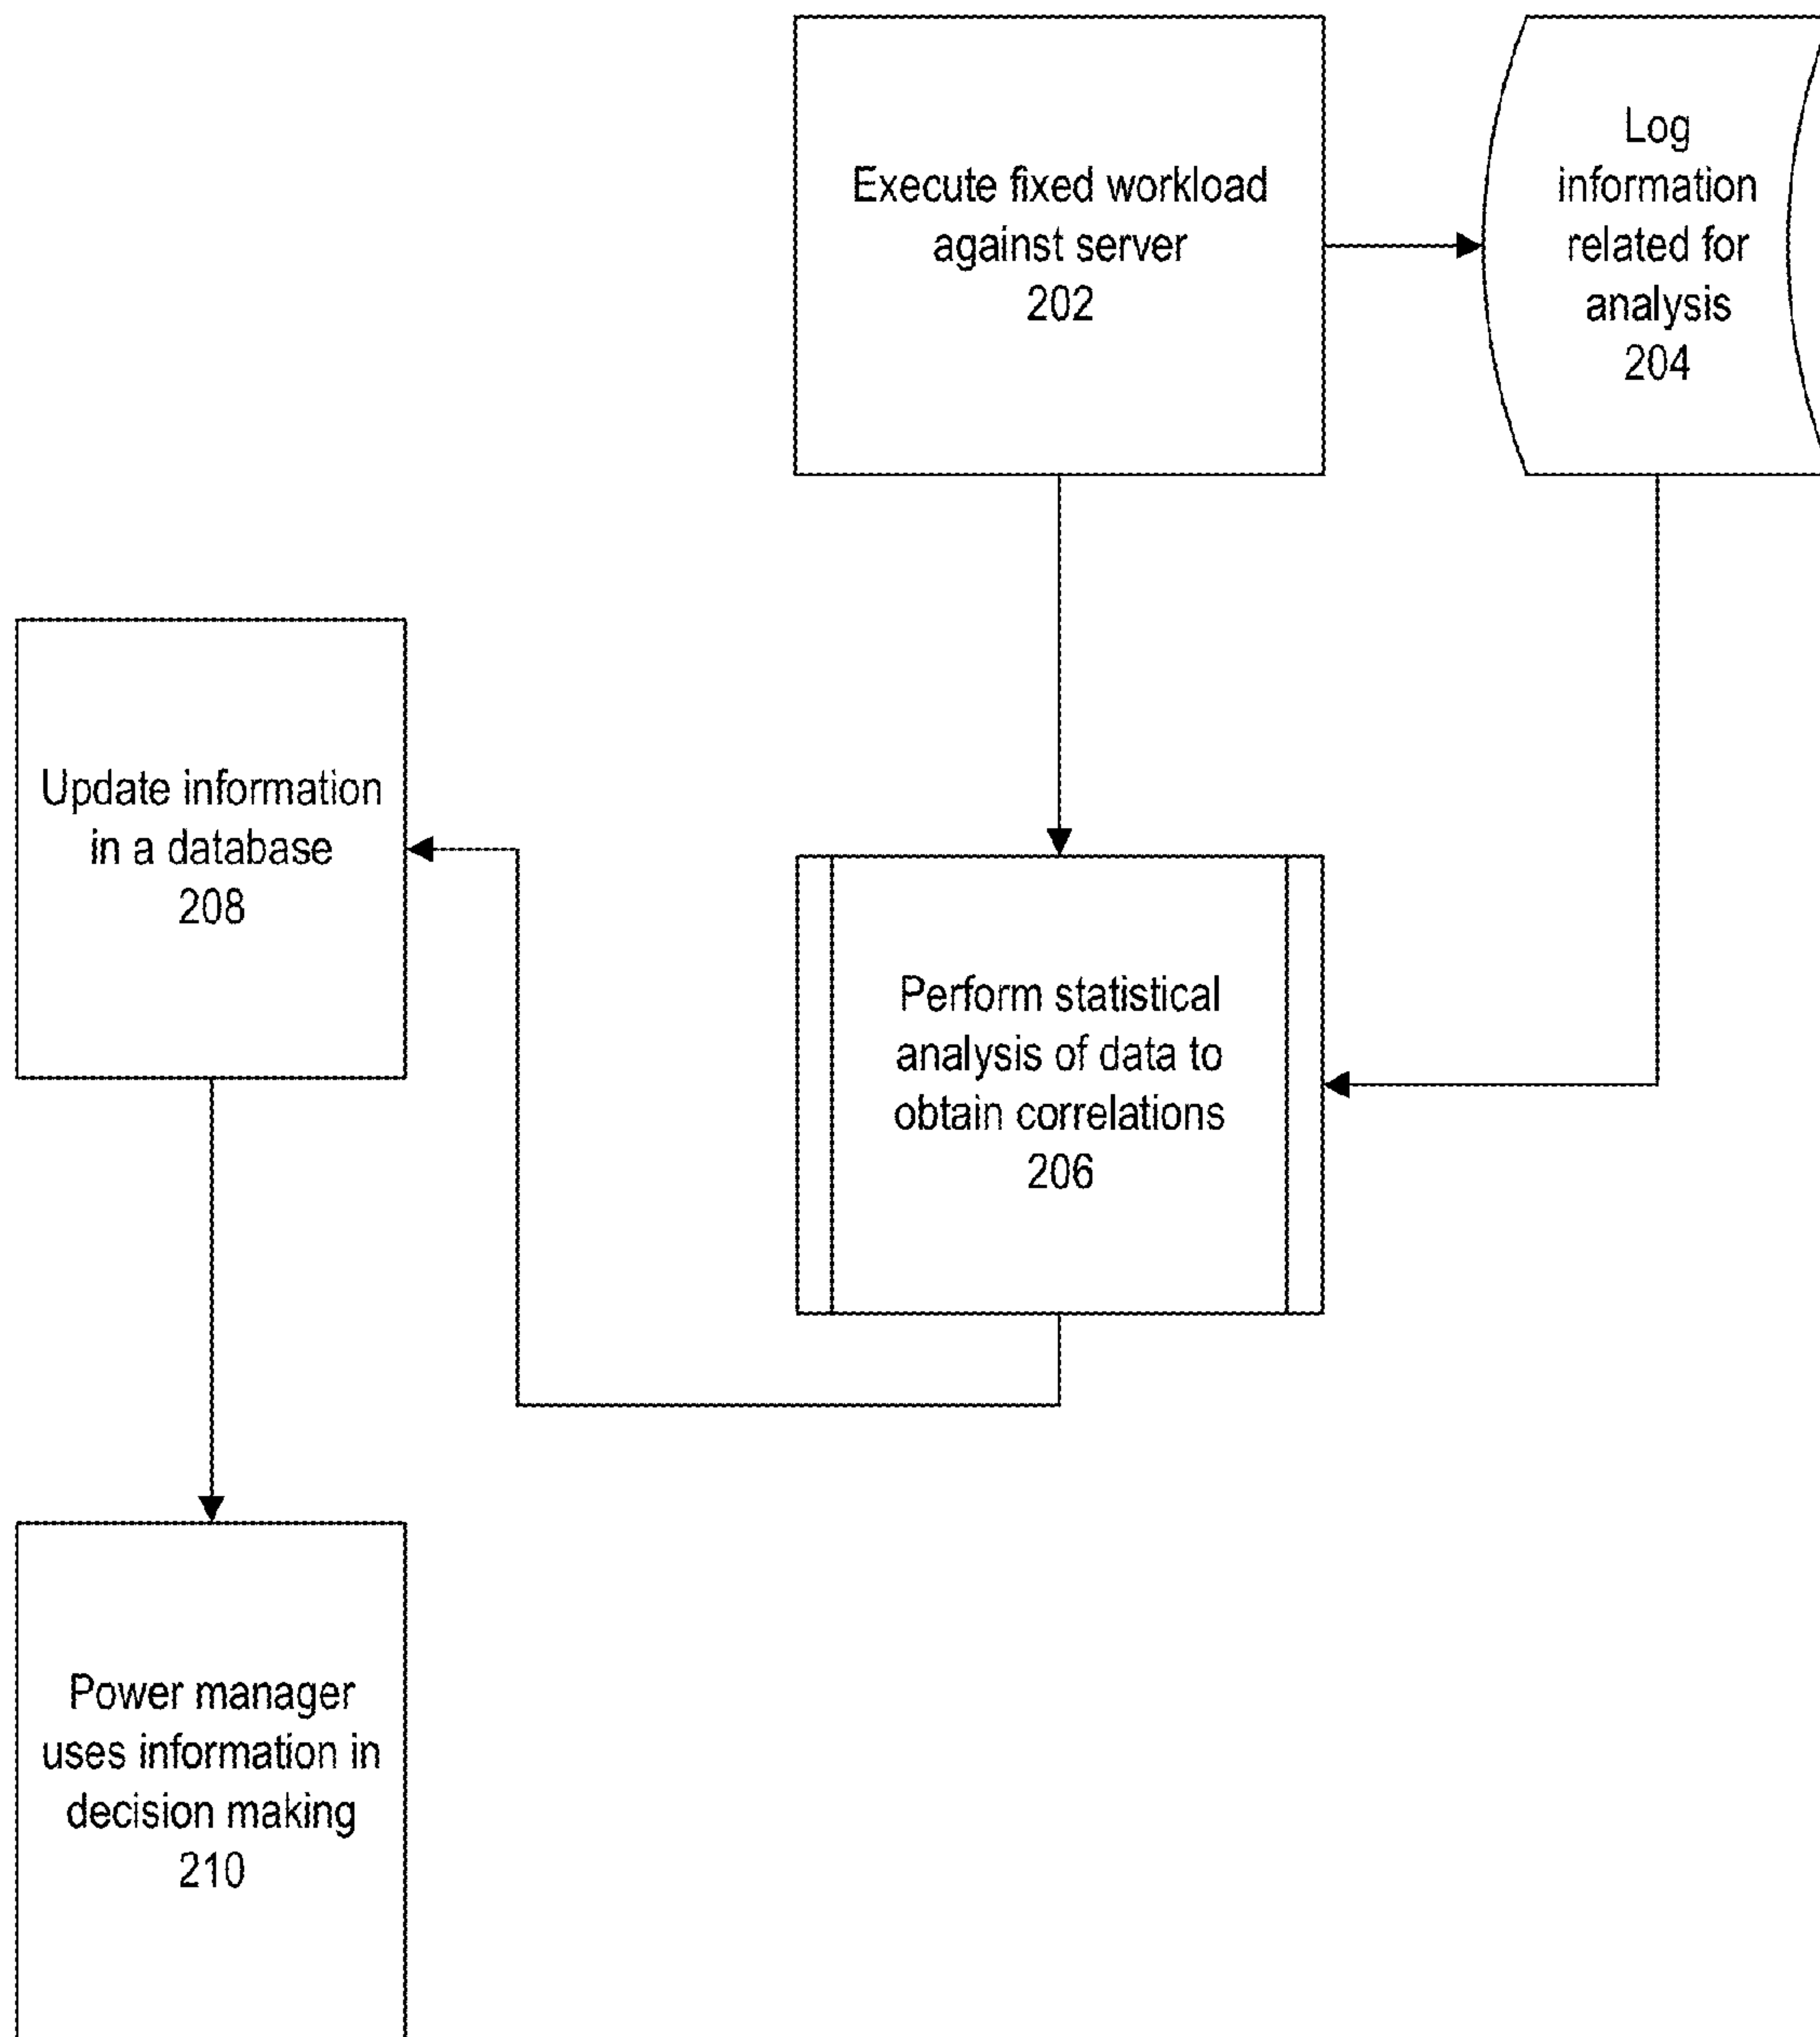 Execute fixed workload
against server
202
Log
information
related for
analysis
204
Update information
in a database
208
Perform statistical
analysis of data to
obtain correlations
206
Power manager
uses information in
decision making
210